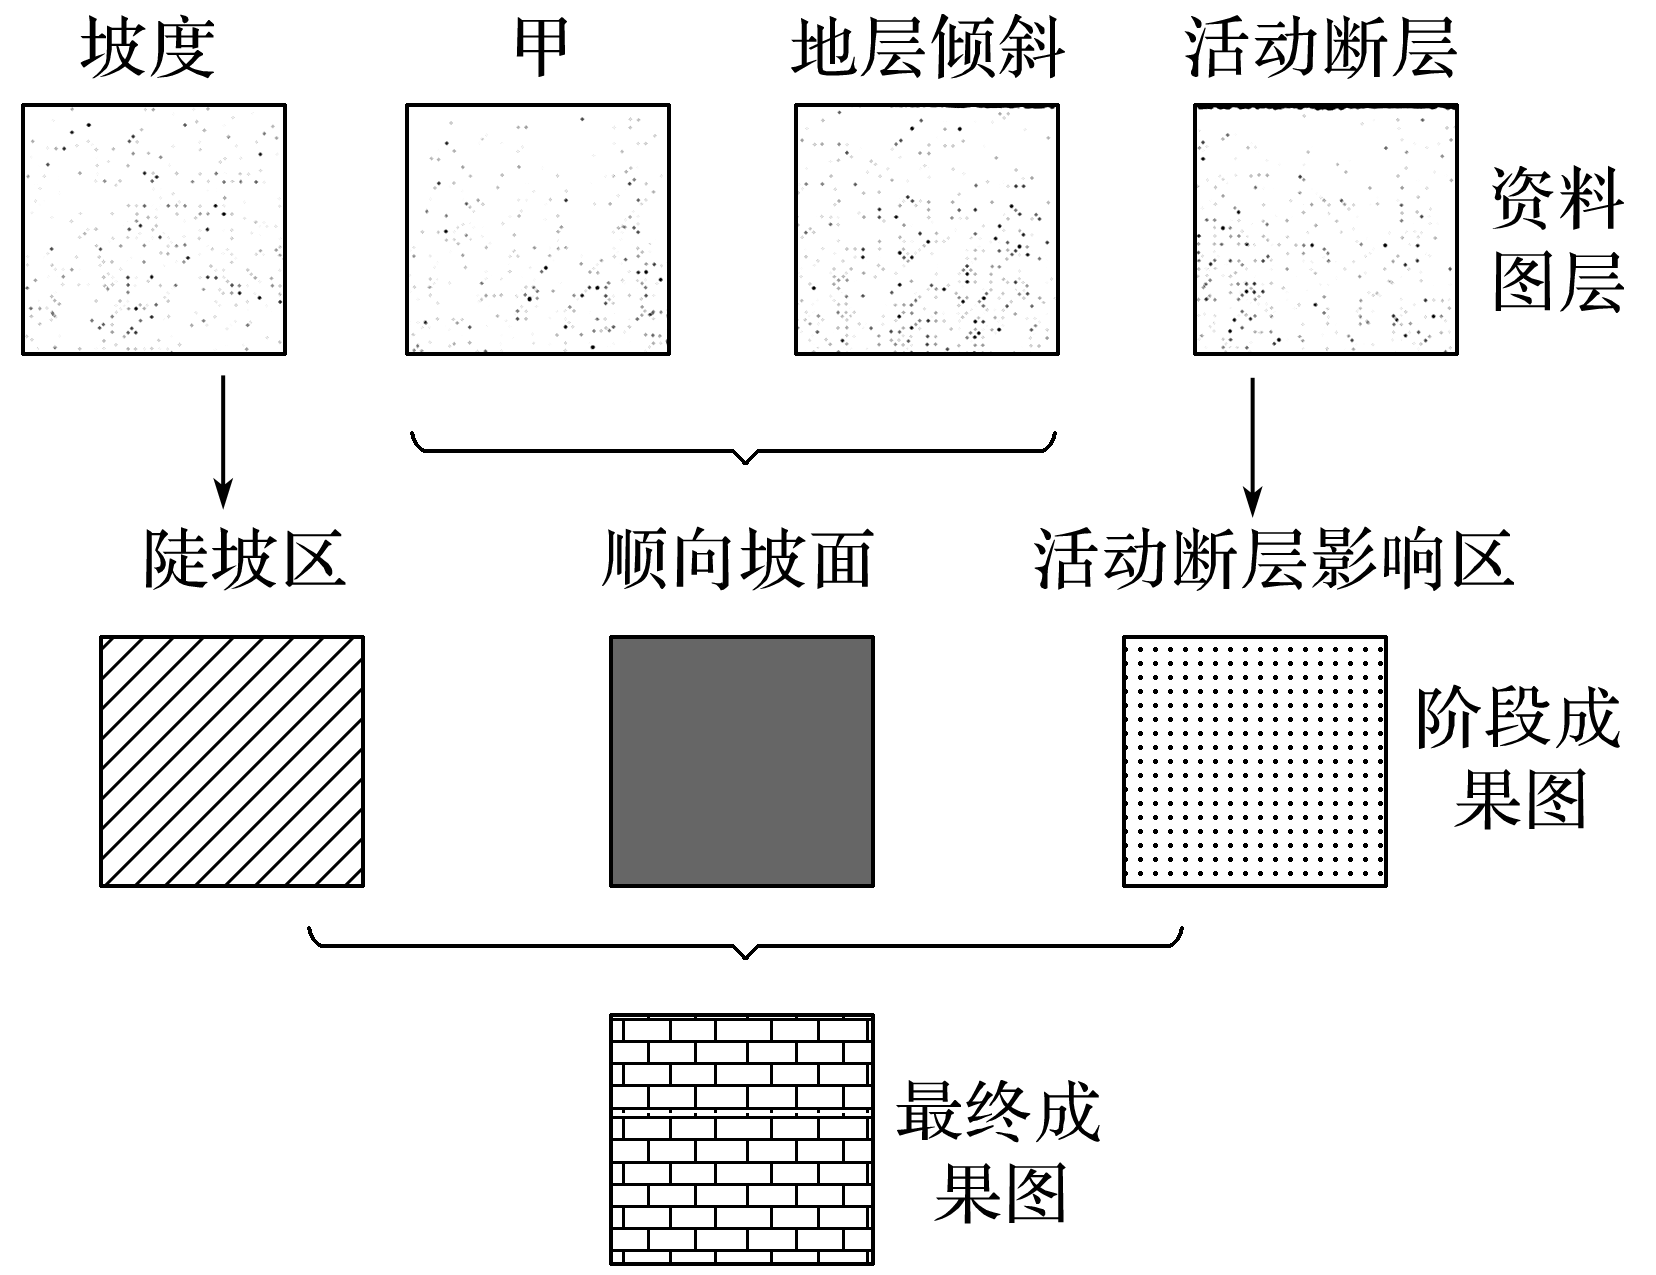 坡度 甲 地层倾斜 活动断层
资料
图层
陡坡区 顺向坡面 活动断层影响区
阶段成
果图
最终成
果图